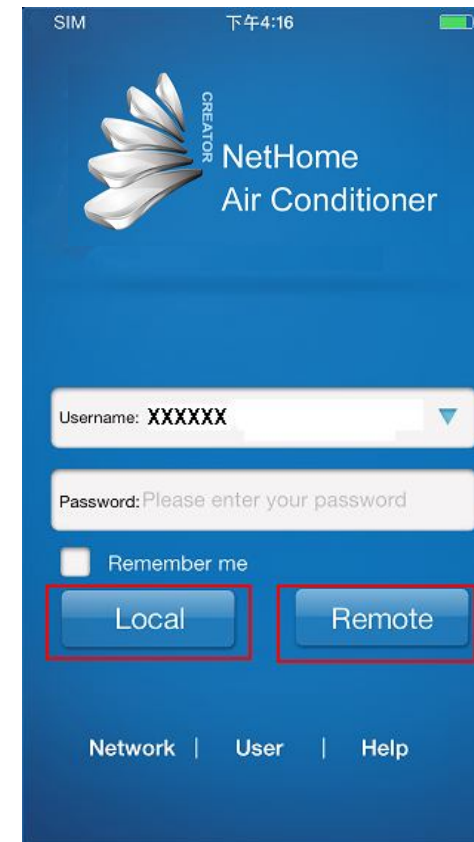 SIM 下午4:16
CREATOR
NetHome
Air Conditioner
Username: XXXXXX
Password: Please enter your password
Remember me
Local Remote
Network | User | Help